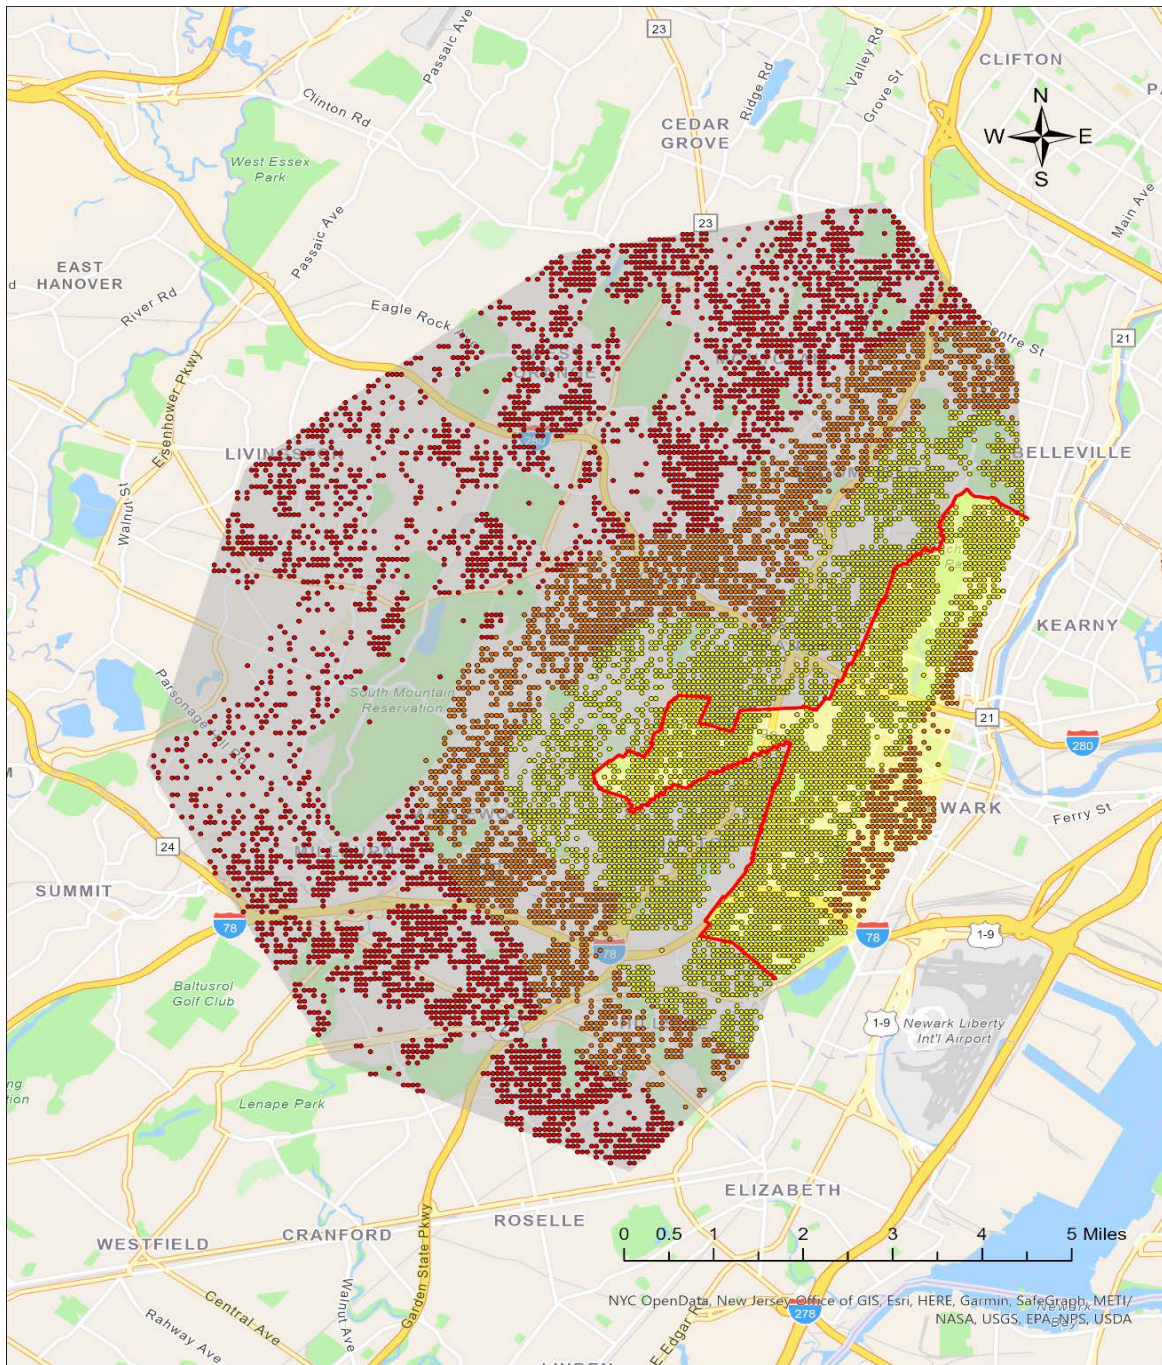 23
CLIFTON
Passaic Ave
Valley Rd
Ridge Rd
Grove St
Clinton Rd
CEDAR
GROVE
N
W E
S
West Essex
Park
Main Ave
Passaic Ave
23
EAST
HANOVER
River Rd
Eagle Rock Ave
21
Eisenhower Pkwy
LIVINGSTON
BELLEVILLE
Walnut St
KEARNY
South Mountain
Reservation
Parsonage Hill Rd
21
280
WARK
Ferry St
24
MILLBURN
SUMMIT
78
78
78
1-9
Baltusrol
Golf Club
1-9
Newark Liberty
Int'l Airport
Lenape Park
ELIZABETH
ROSELLE
CRANFORD
WESTFIELD
0 0.5 1 2 3 4 5 Miles
Garden State Pkwy
Walnut Ave
Central Ave
Rahway Ave
E Edgar R
278
NYC OpenData, New Jersey Office of GIS, Esri, HERE, Garmin, SafeGraph, METI/
NASA, USGS, EPA, NPS, USDA